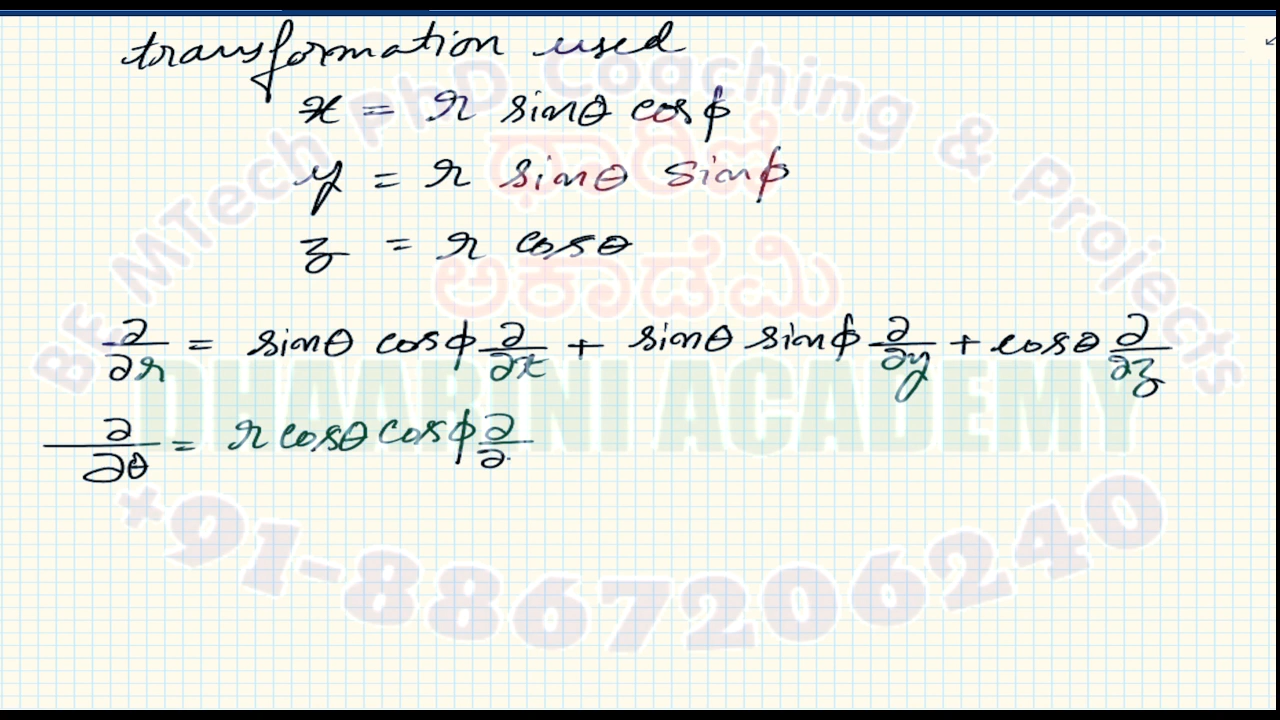 transformation used
x = r sinθ cosϕ
y = r sinθ sinϕ
z = r cosθ
∂/∂r = sinθ cosϕ ∂/∂x + sinθ sinϕ ∂/∂y + cosθ ∂/∂z
∂/∂θ = r cosθ cosϕ ∂/∂
BE MTech PhD Coaching & Projects
ಧಾರಿಣಿ
ಅಕಾಡೆಮಿ
DHAARINI ACADEMY
+91-8867206240